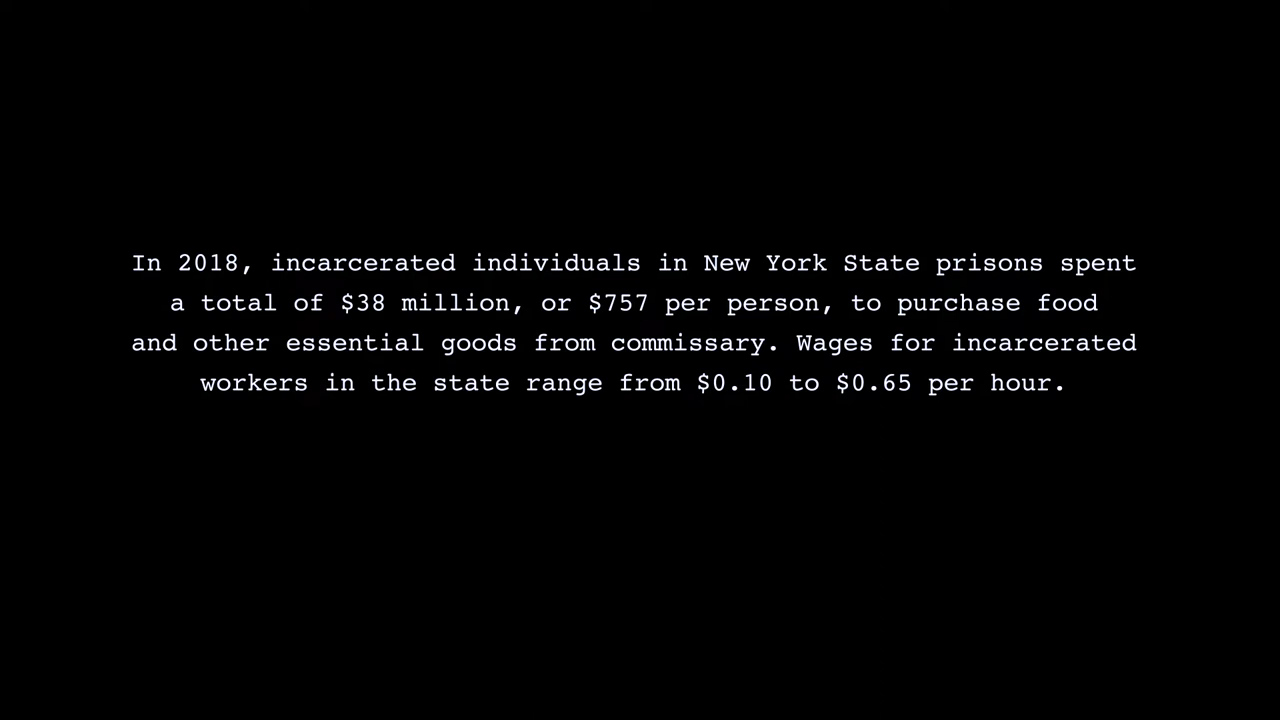 In 2018, incarcerated individuals in New York State prisons spent
a total of $38 million, or $757 per person, to purchase food
and other essential goods from commissary. Wages for incarcerated
workers in the state range from $0.10 to $0.65 per hour.